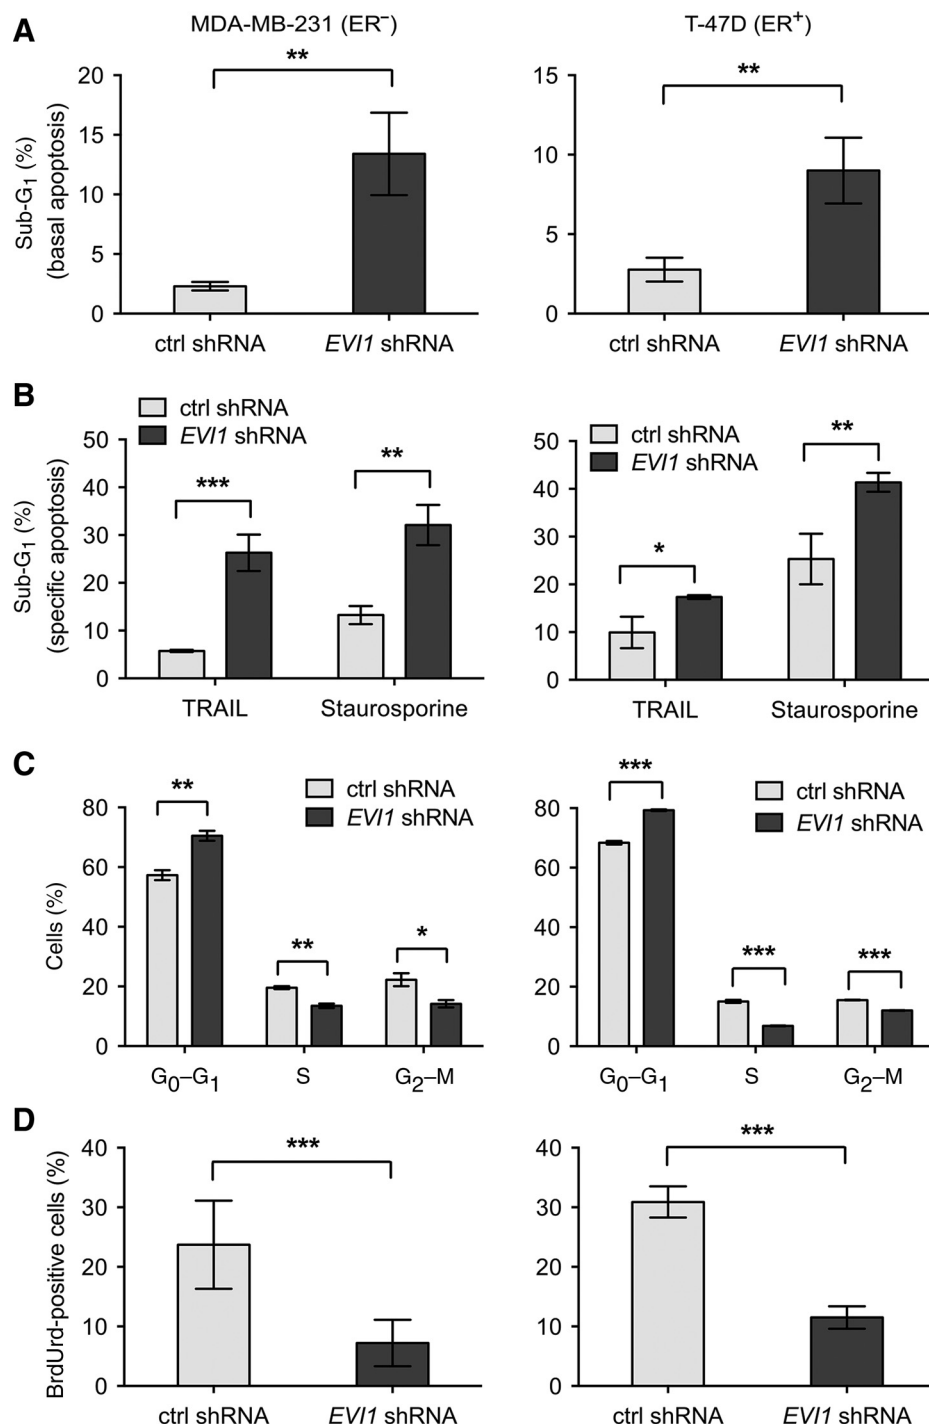 A
MDA-MB-231 (ER⁻)
T-47D (ER⁺)
Sub-G₁ (%)
(basal apoptosis)
20
15
10
5
0
**
ctrl shRNA
EVI1 shRNA
15
10
5
0
**
ctrl shRNA
EVI1 shRNA
B
Sub-G₁ (%)
(specific apoptosis)
ctrl shRNA
EVI1 shRNA
50
40
30
20
10
0
***
**
TRAIL
Staurosporine
ctrl shRNA
EVI1 shRNA
50
40
30
20
10
0
*
**
TRAIL
Staurosporine
C
Cells (%)
ctrl shRNA
EVI1 shRNA
80
60
40
20
0
**
**
*
G₀–G₁
S
G₂–M
ctrl shRNA
EVI1 shRNA
80
60
40
20
0
***
***
***
G₀–G₁
S
G₂–M
D
BrdUrd-positive cells (%)
40
30
20
10
0
***
ctrl shRNA
EVI1 shRNA
40
30
20
10
0
***
ctrl shRNA
EVI1 shRNA